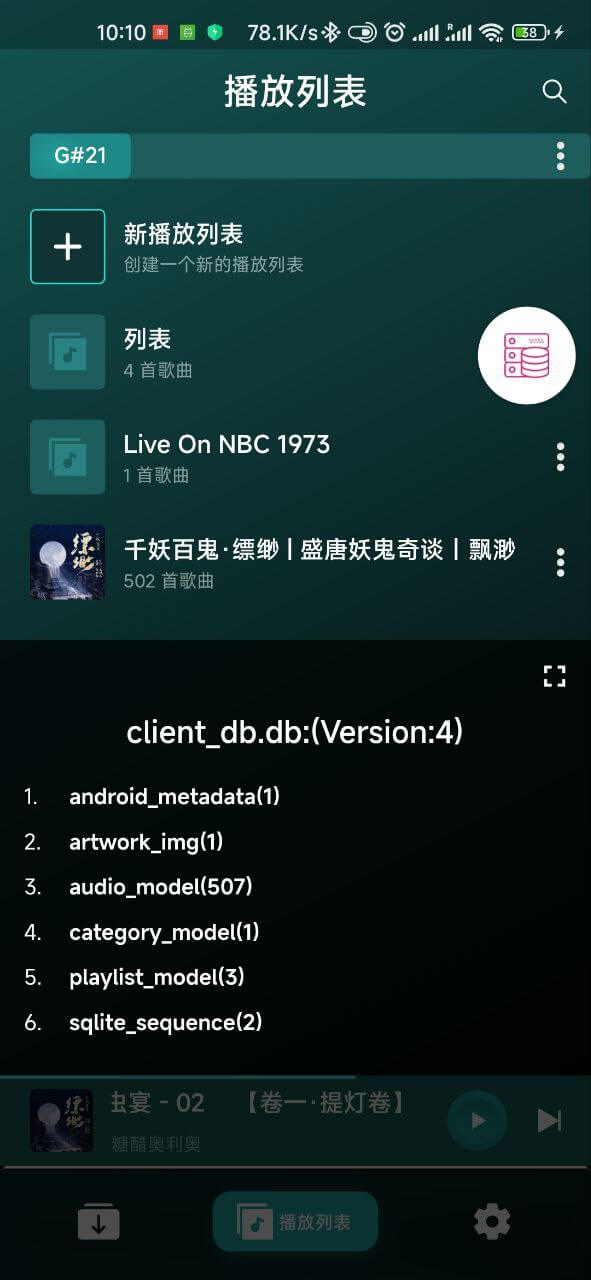 10:10 78.1K/s 38
播放列表
G#21
新播放列表
创建一个新的播放列表
列表
4 首歌曲
Live On NBC 1973
1 首歌曲
千妖百鬼·缥缈 | 盛唐妖鬼奇谈丨飘渺
502 首歌曲
client_db.db:(Version:4)
1. android_metadata(1)
2. artwork_img(1)
3. audio_model(507)
4. category_model(1)
5. playlist_model(3)
6. sqlite_sequence(2)
虫宴 - 02 【卷一·提灯卷】
糖醋奥利奥
播放列表